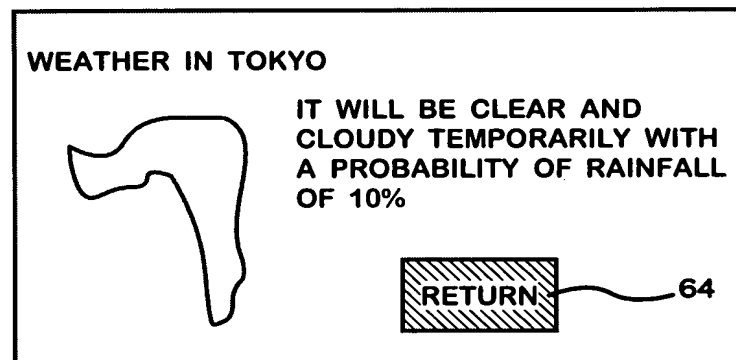 WEATHER IN TOKYO
IT WILL BE CLEAR AND
CLOUDY TEMPORARILY WITH
A PROBABILITY OF RAINFALL
OF 10%
RETURN
64